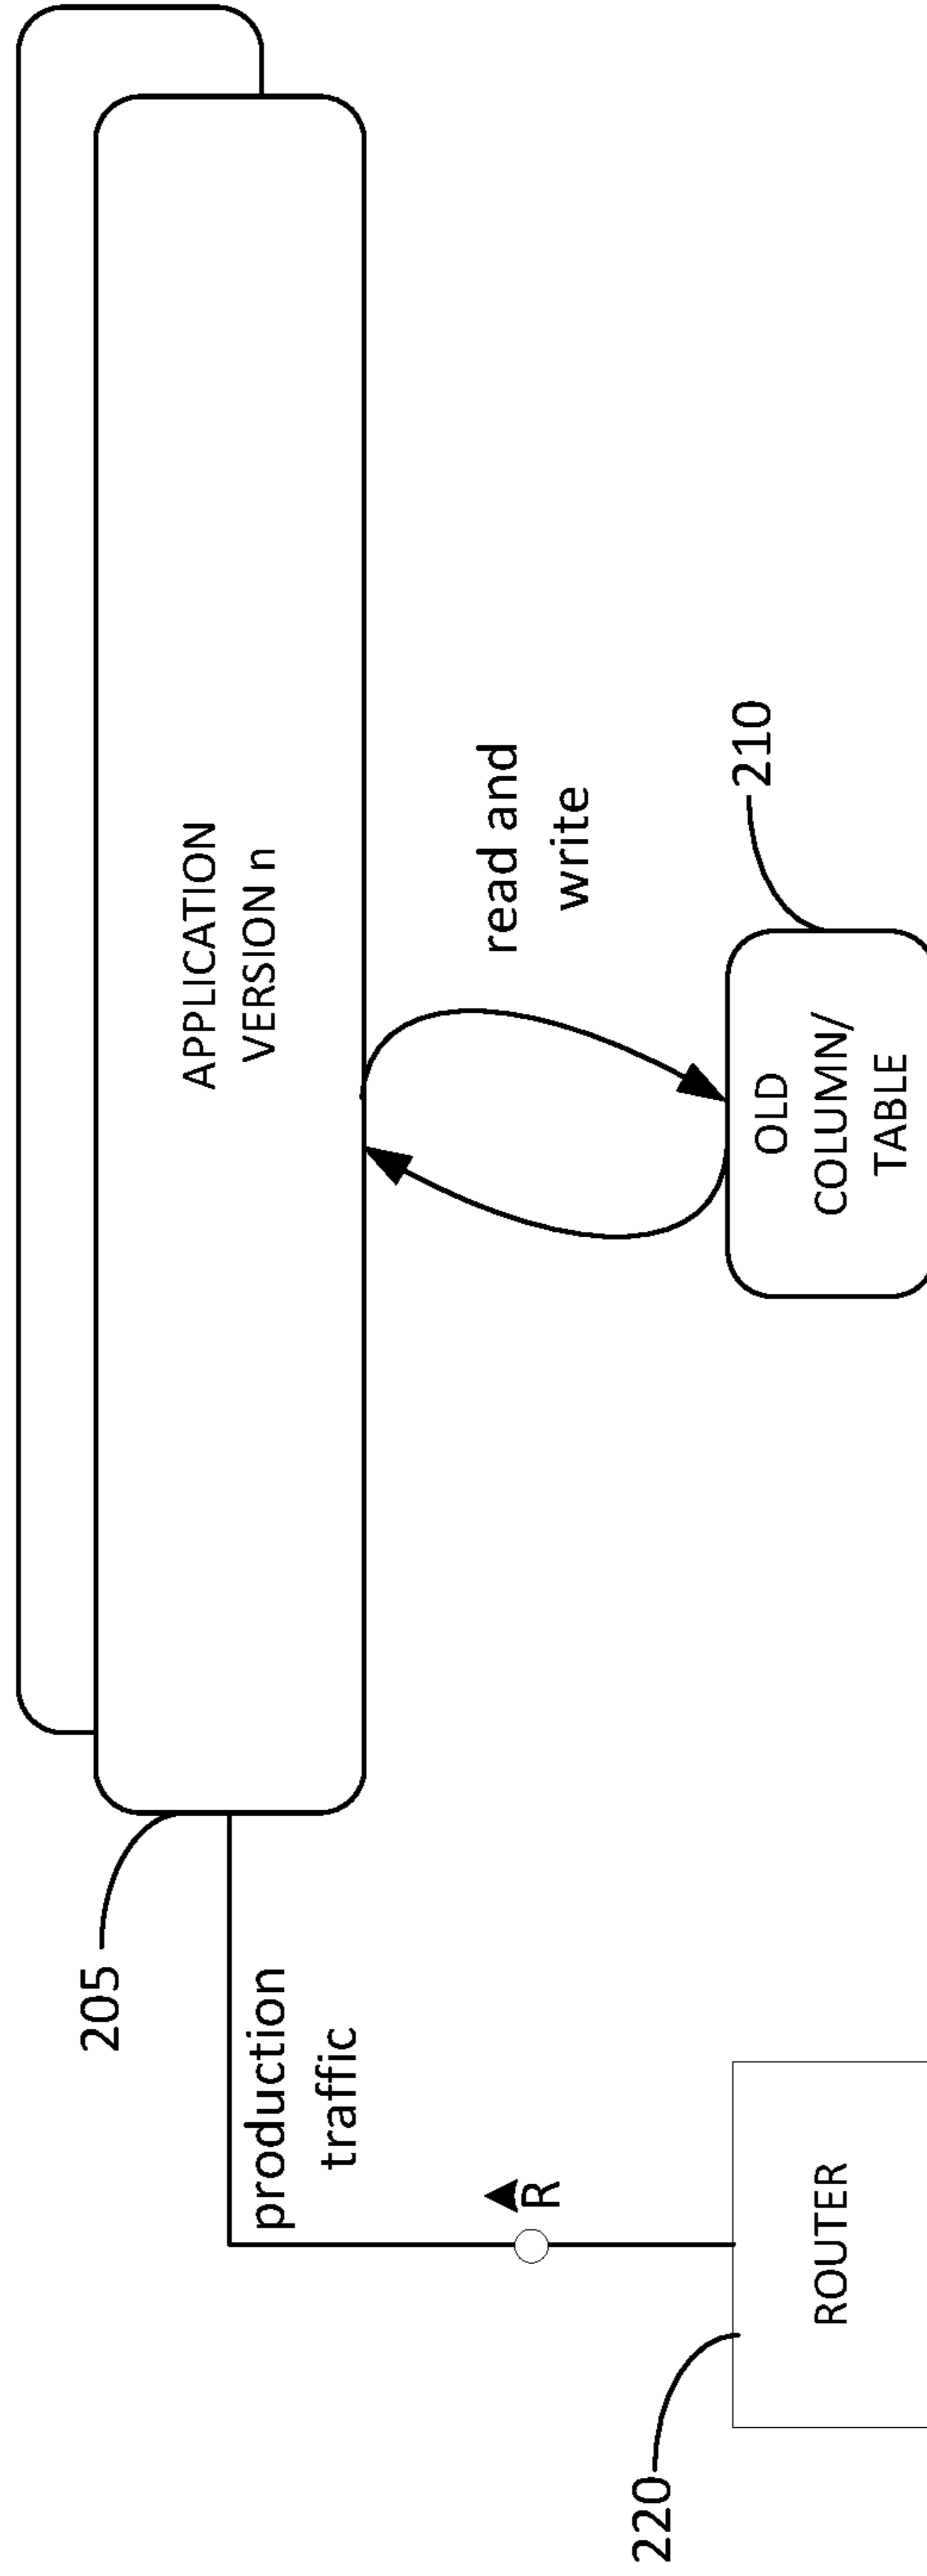 APPLICATION
VERSION n
205
production
traffic
read and
write
R
210
OLD
COLUMN/
TABLE
220
ROUTER